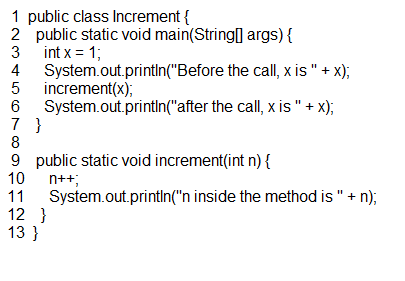 1 public class Increment {
2 public static void main(String[] args) {
3 int x = 1;
4 System.out.println("Before the call, x is " + x);
5 increment(x);
6 System.out.println("after the call, x is " + x);
7 }
8
9 public static void increment(int n) {
10 n++;
11 System.out.println("n inside the method is " + n);
12 }
13 }